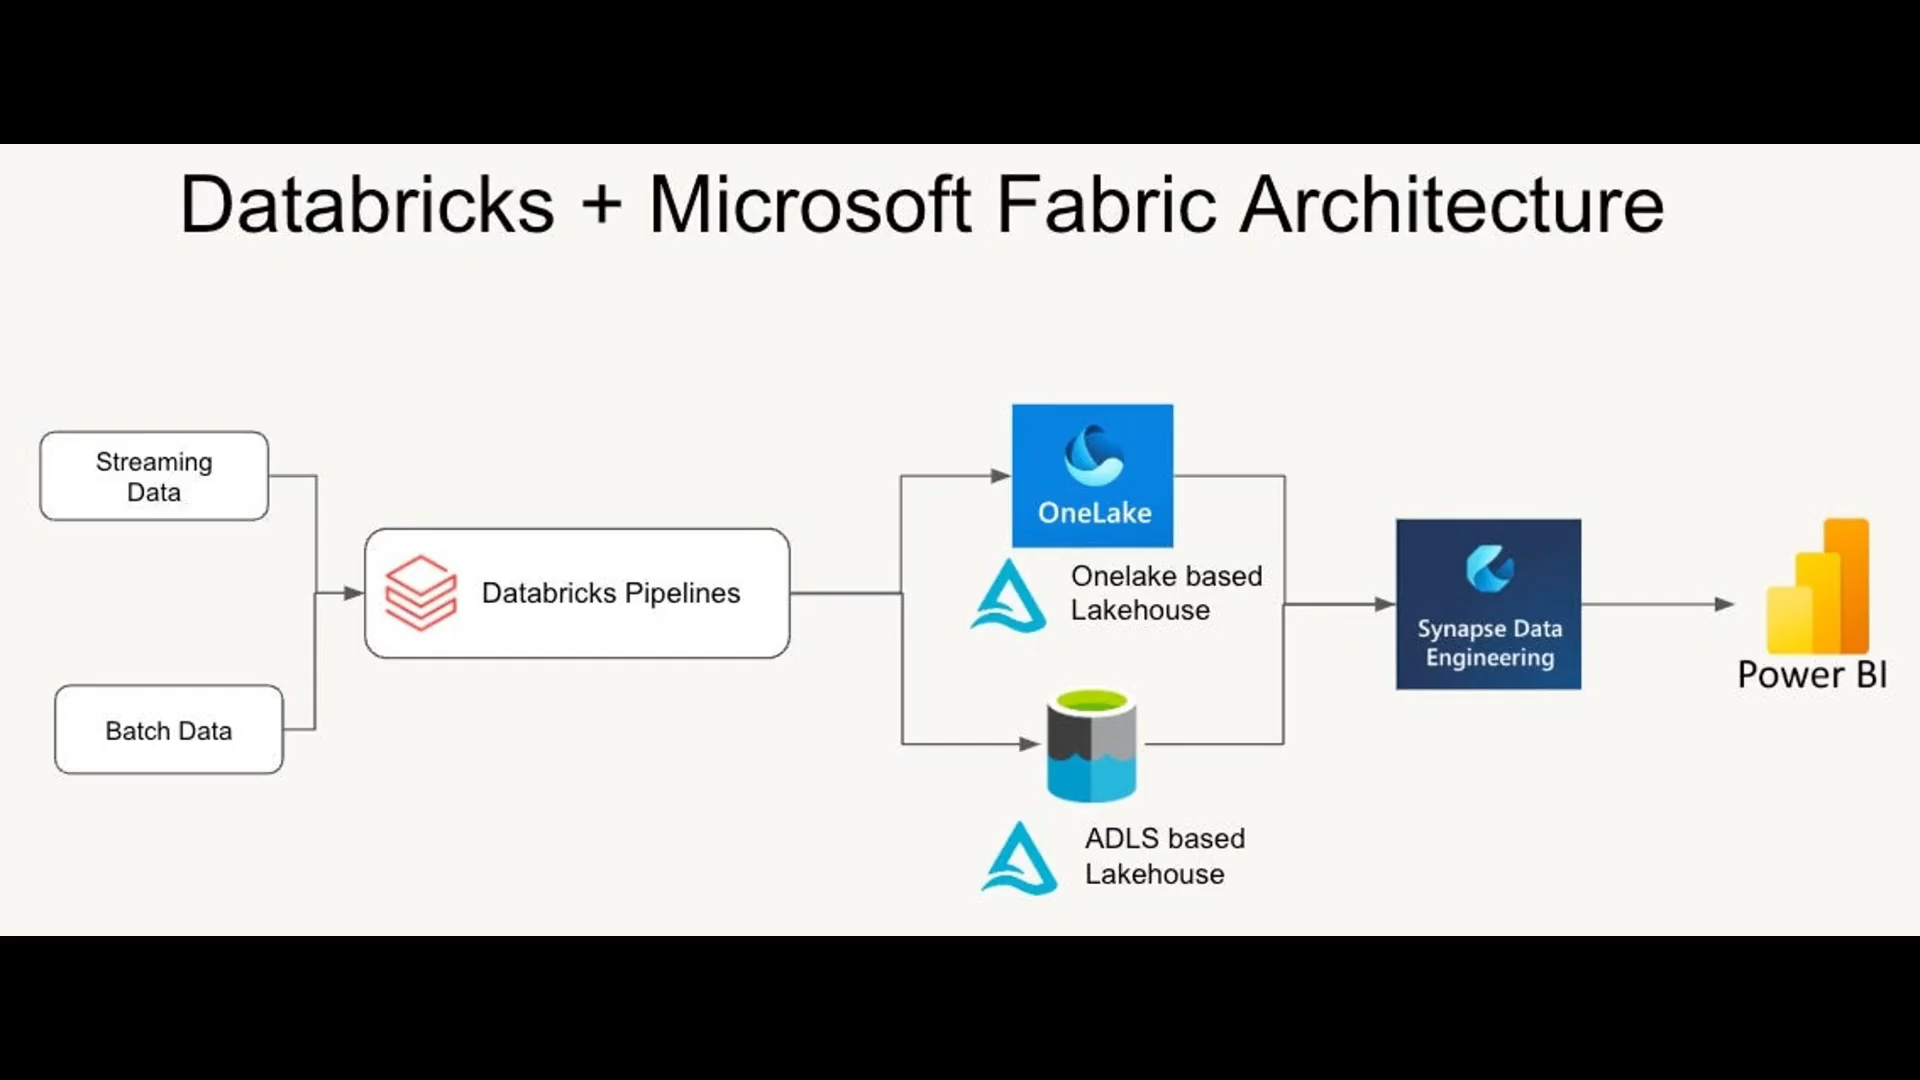 Databricks + Microsoft Fabric Architecture
Streaming
Data
Batch Data
Databricks Pipelines
OneLake
Onelake based
Lakehouse
ADLS based
Lakehouse
Synapse Data
Engineering
Power BI